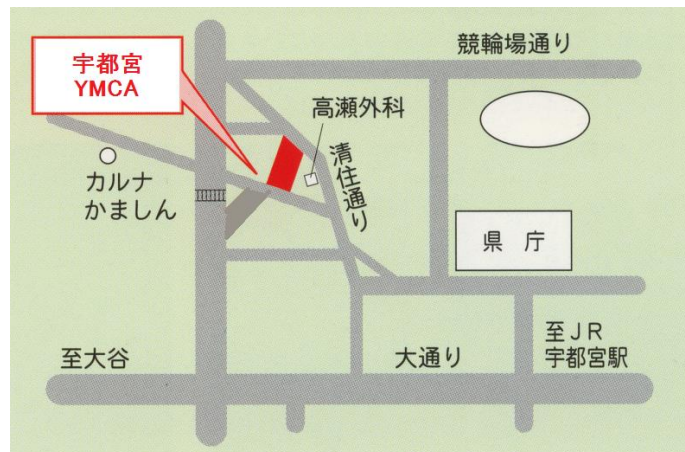 宇都宮
YMCA
競輪場通り
高瀬外科
清住通り
カルナ
かましん
県庁
至大谷
大通り
至JR
宇都宮駅